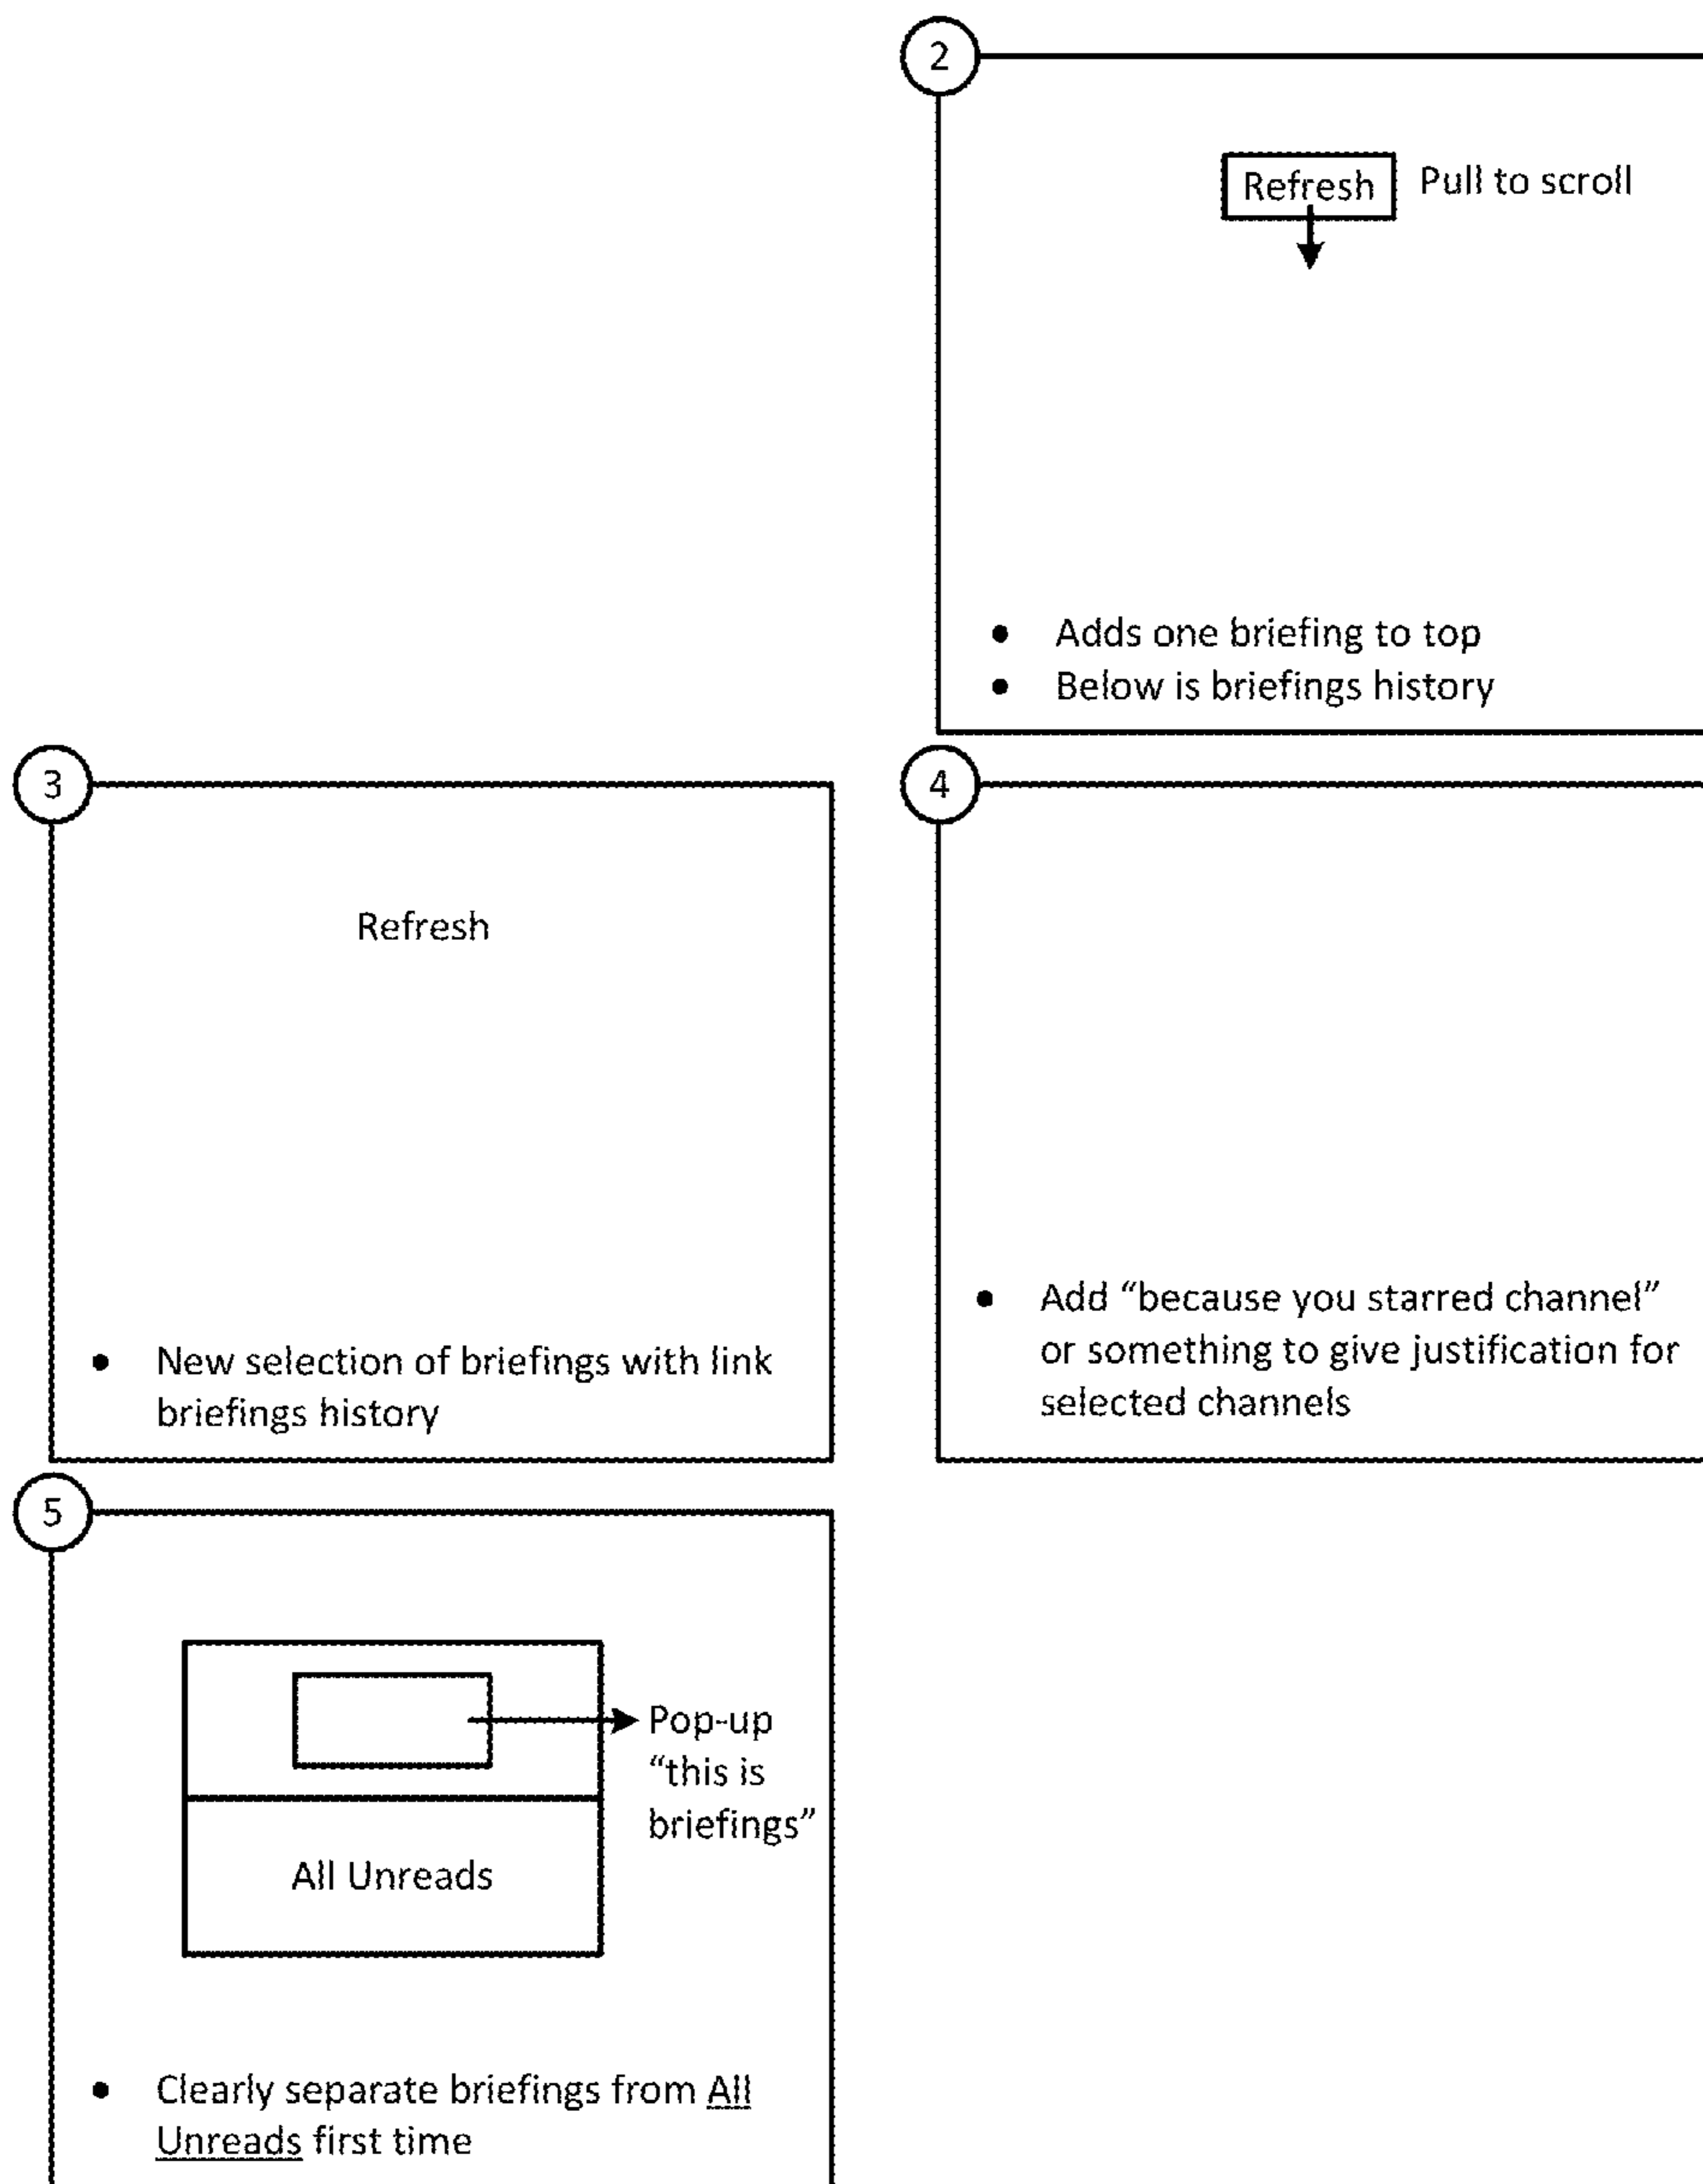 2
Refresh
Pull to scroll
• Adds one briefing to top
• Below is briefings history
3
Refresh
• New selection of briefings with link
briefings history
4
• Add “because you starred channel”
or something to give justification for
selected channels
5
Pop-up
“this is
briefings”
All Unreads
• Clearly separate briefings from All
Unreads first time